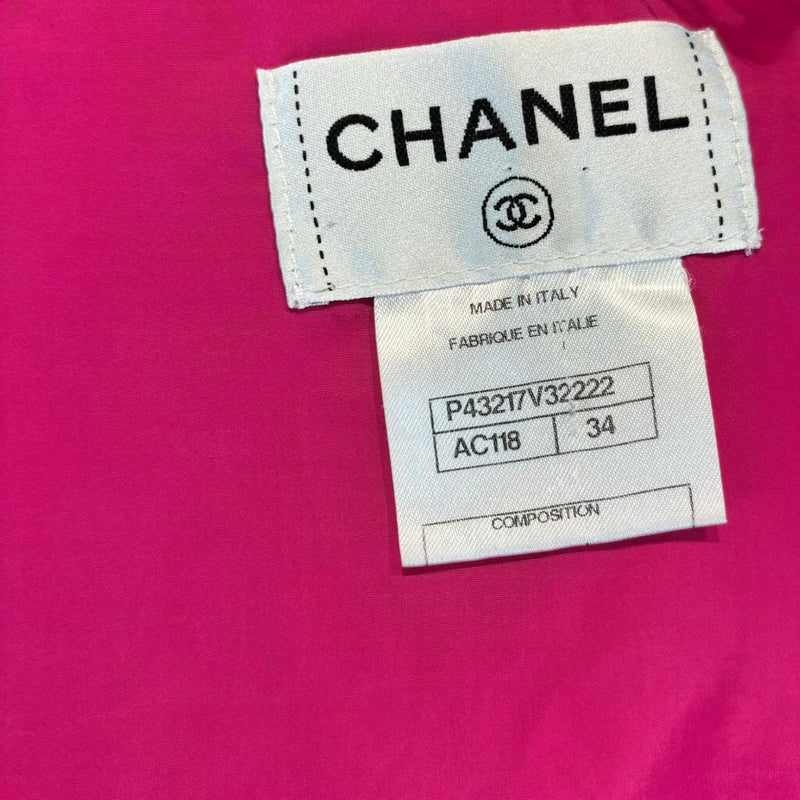 CHANEL
MADE IN ITALY
FABRIQUE EN ITALIE
P43217V32222
AC118 34
COMPOSITION